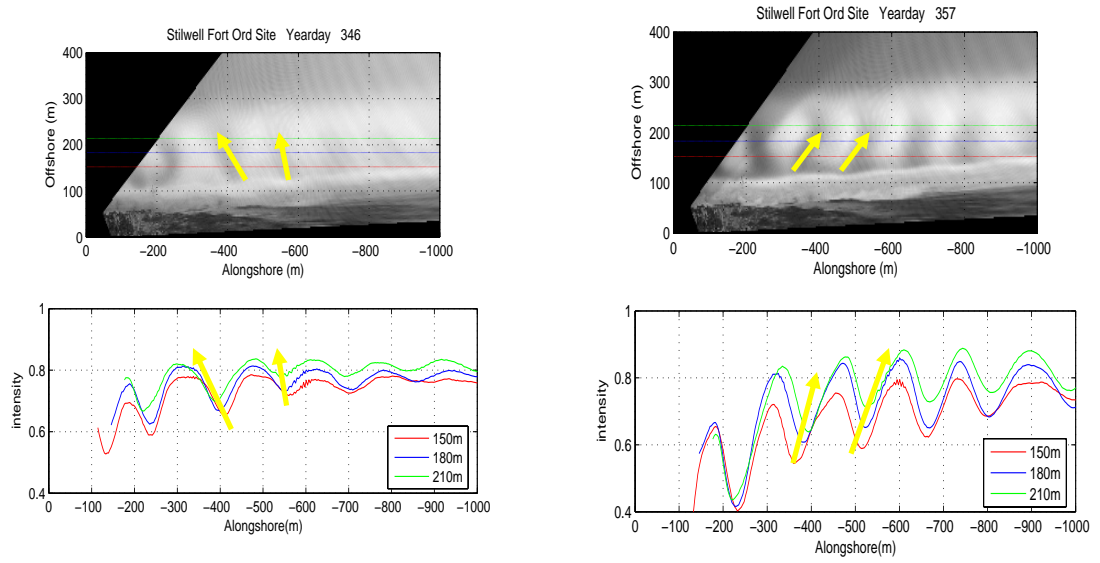 Stilwell Fort Ord Site Yearday 346
400
300
200
100
0
Offshore (m)
0 −200 −400 −600 −800 −1000
Alongshore (m)
Stilwell Fort Ord Site Yearday 357
400
300
200
100
0
Offshore (m)
0 −200 −400 −600 −800 −1000
Alongshore (m)
1
0.8
0.6
0.4
intensity
0 −100 −200 −300 −400 −500 −600 −700 −800 −900 −1000
Alongshore(m)
150m
180m
210m
1
0.8
0.6
0.4
intensity
0 −100 −200 −300 −400 −500 −600 −700 −800 −900 −1000
Alongshore(m)
150m
180m
210m